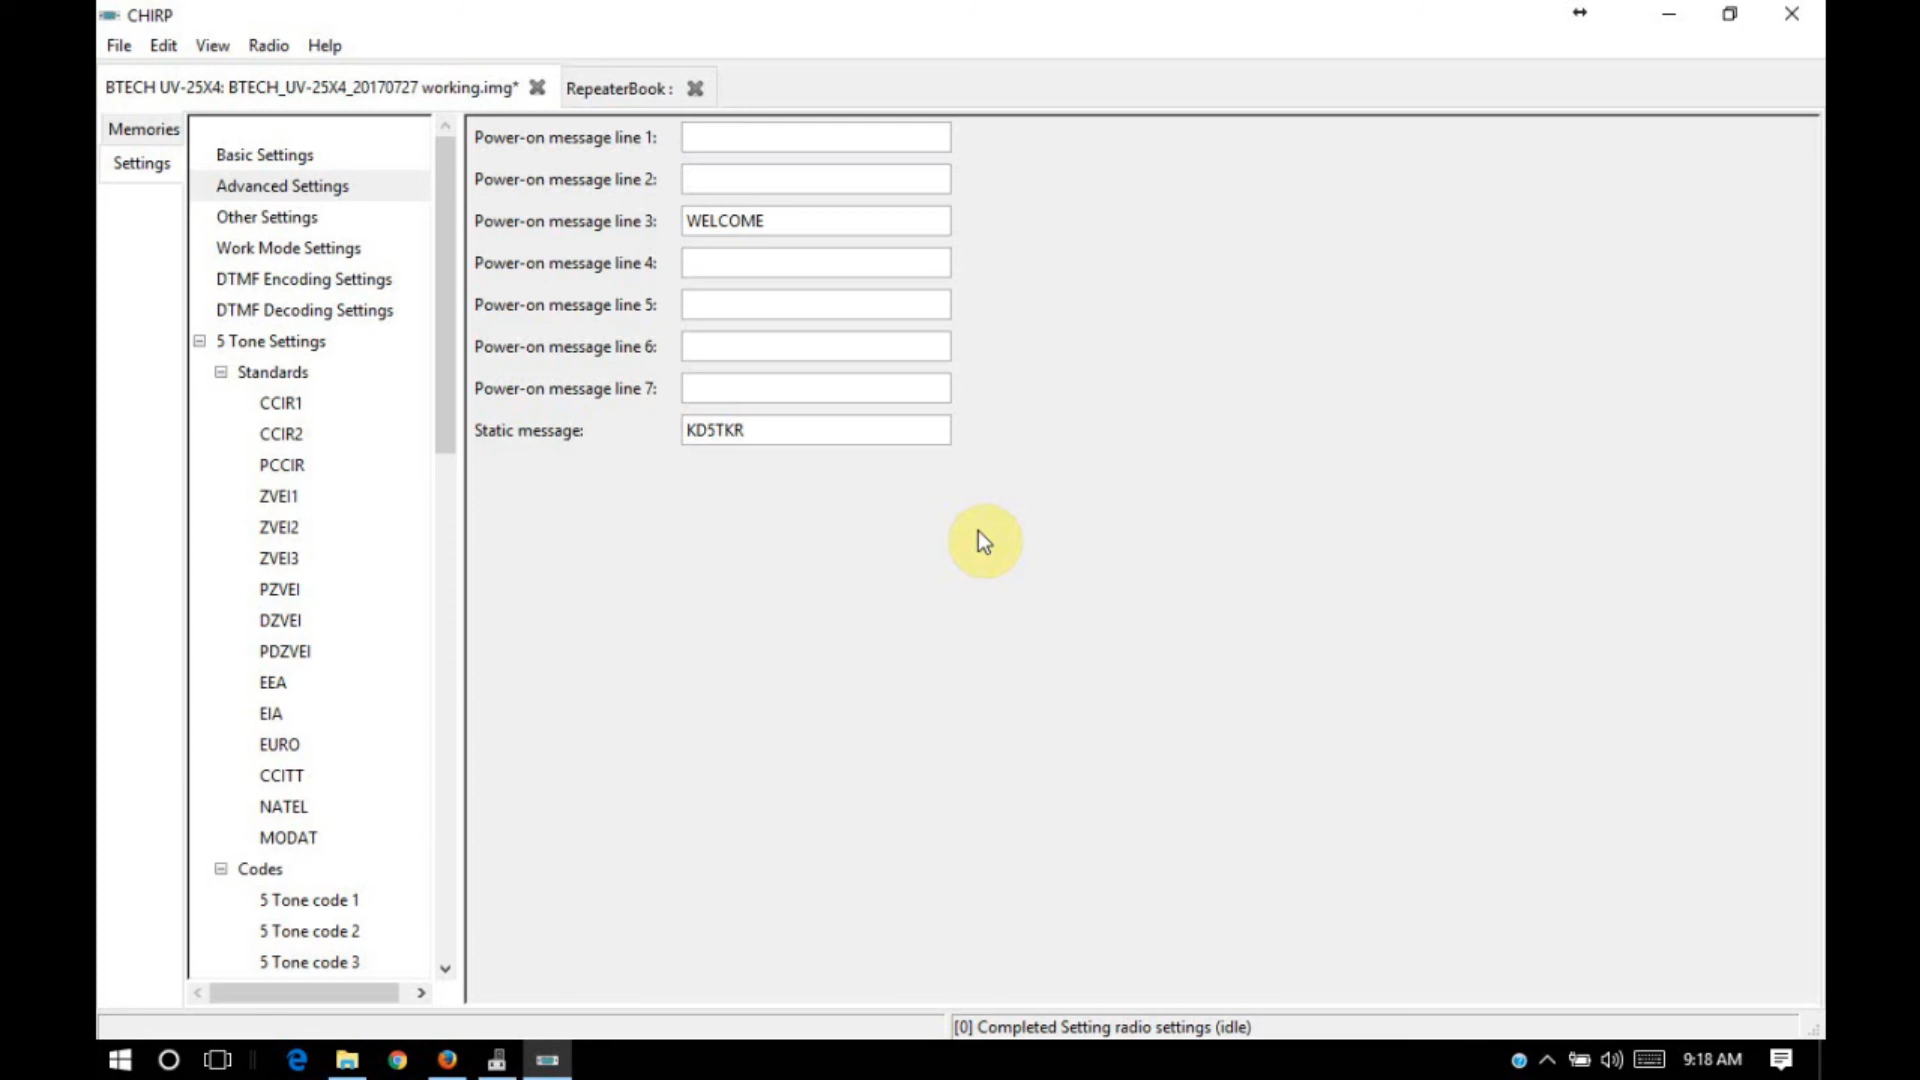 CHIRP
File Edit View Radio Help
BTECH UV-25X4: BTECH_UV-25X4_20170727 working.img* RepeaterBook :
Memories
Settings
Basic Settings
Advanced Settings
Other Settings
Work Mode Settings
DTMF Encoding Settings
DTMF Decoding Settings
5 Tone Settings
Standards
CCIR1
CCIR2
PCCIR
ZVEI1
ZVEI2
ZVEI3
PZVEI
DZVEI
PDZVEI
EEA
EIA
EURO
CCITT
NATEL
MODAT
Codes
5 Tone code 1
5 Tone code 2
5 Tone code 3
Power-on message line 1:
Power-on message line 2:
Power-on message line 3: WELCOME
Power-on message line 4:
Power-on message line 5:
Power-on message line 6:
Power-on message line 7:
Static message: KD5TKR
[0] Completed Setting radio settings (idle)
9:18 AM